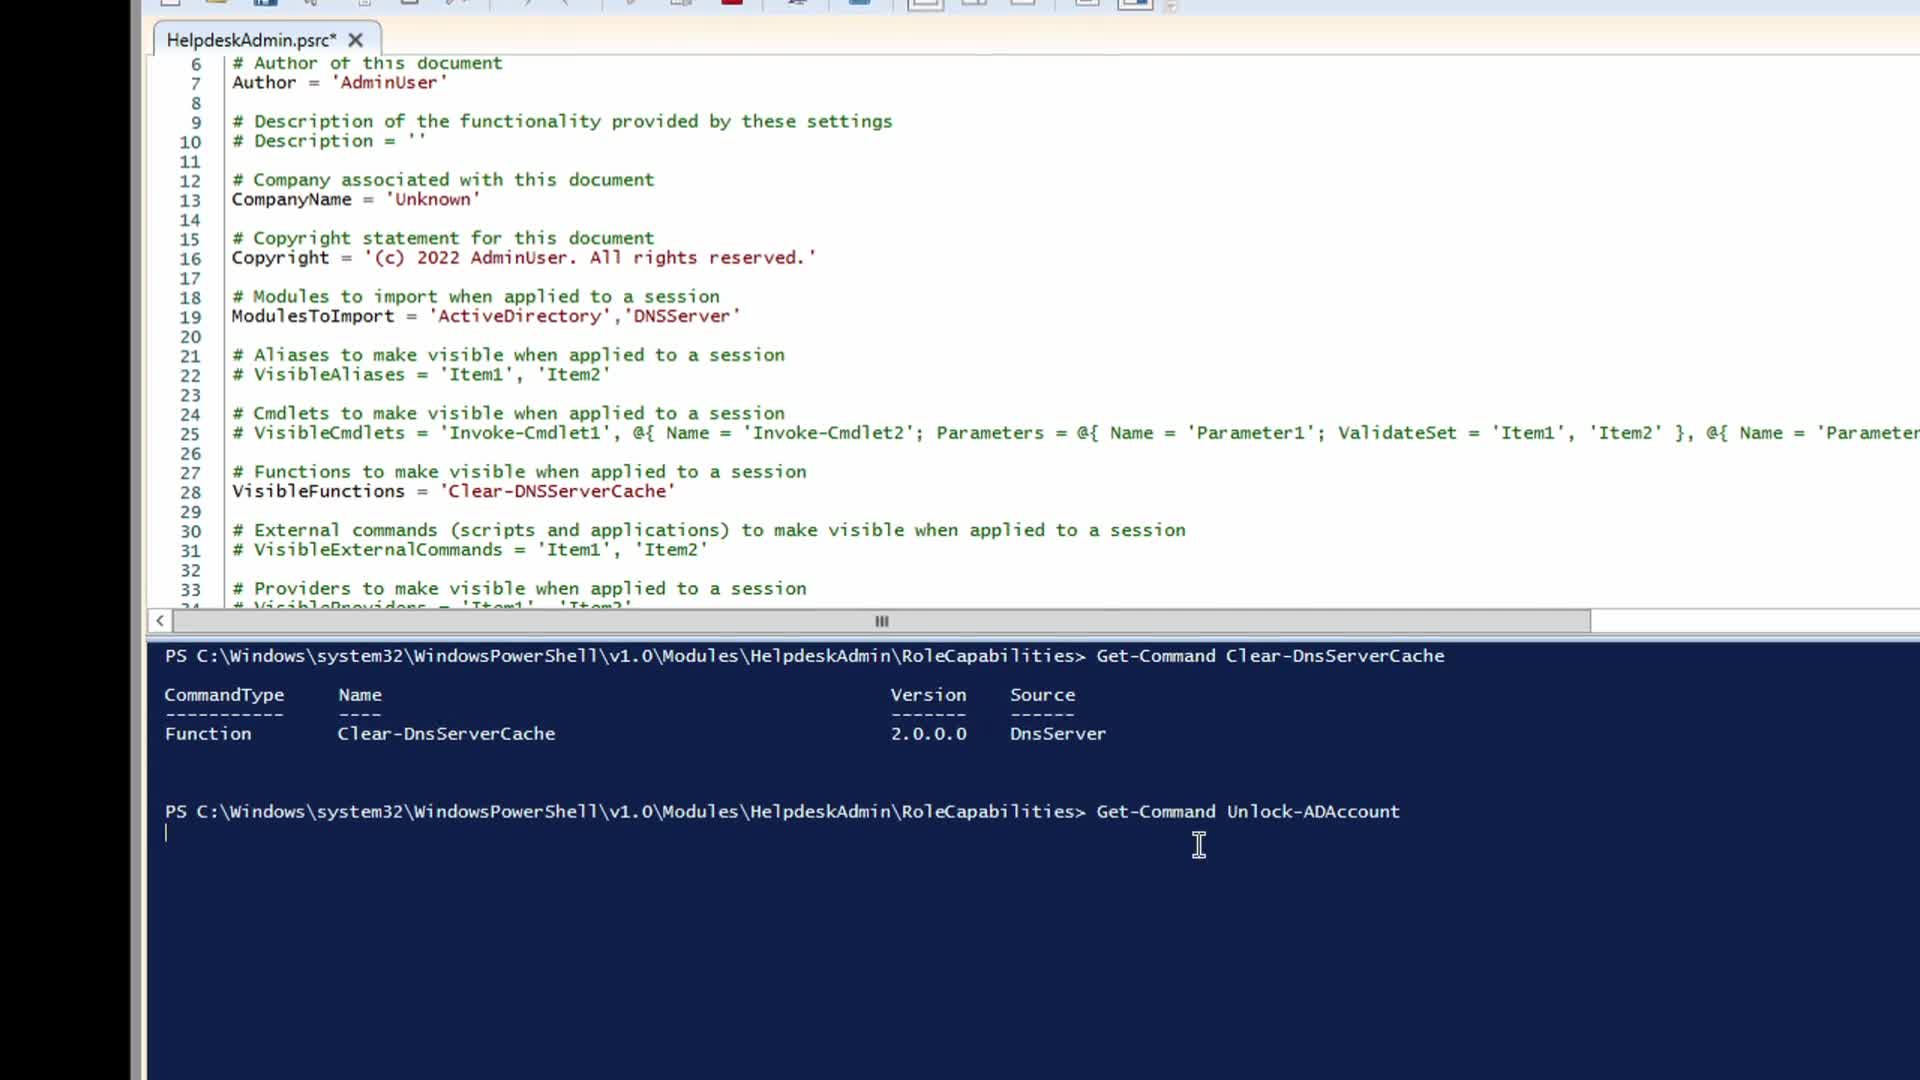 HelpdeskAdmin.psrc*
6 # Author of this document
7 Author = 'AdminUser'
8
9 # Description of the functionality provided by these settings
10 # Description = ''
11
12 # Company associated with this document
13 CompanyName = 'Unknown'
14
15 # Copyright statement for this document
16 Copyright = '(c) 2022 AdminUser. All rights reserved.'
17
18 # Modules to import when applied to a session
19 ModulesToImport = 'ActiveDirectory','DNSServer'
20
21 # Aliases to make visible when applied to a session
22 # VisibleAliases = 'Item1', 'Item2'
23
24 # Cmdlets to make visible when applied to a session
25 # VisibleCmdlets = 'Invoke-Cmdlet1', @{ Name = 'Invoke-Cmdlet2'; Parameters = @{ Name = 'Parameter1'; ValidateSet = 'Item1', 'Item2' }, @{ Name = 'Parameter
26
27 # Functions to make visible when applied to a session
28 VisibleFunctions = 'Clear-DNSServerCache'
29
30 # External commands (scripts and applications) to make visible when applied to a session
31 # VisibleExternalCommands = 'Item1', 'Item2'
32
33 # Providers to make visible when applied to a session
34 # VisibleProviders = 'Item1', 'Item2'
PS C:\Windows\system32\WindowsPowerShell\v1.0\Modules\HelpdeskAdmin\RoleCapabilities> Get-Command Clear-DnsServerCache
CommandType Name Version Source
----------- ---- ------- ------
Function Clear-DnsServerCache 2.0.0.0 DnsServer
PS C:\Windows\system32\WindowsPowerShell\v1.0\Modules\HelpdeskAdmin\RoleCapabilities> Get-Command Unlock-ADAccount